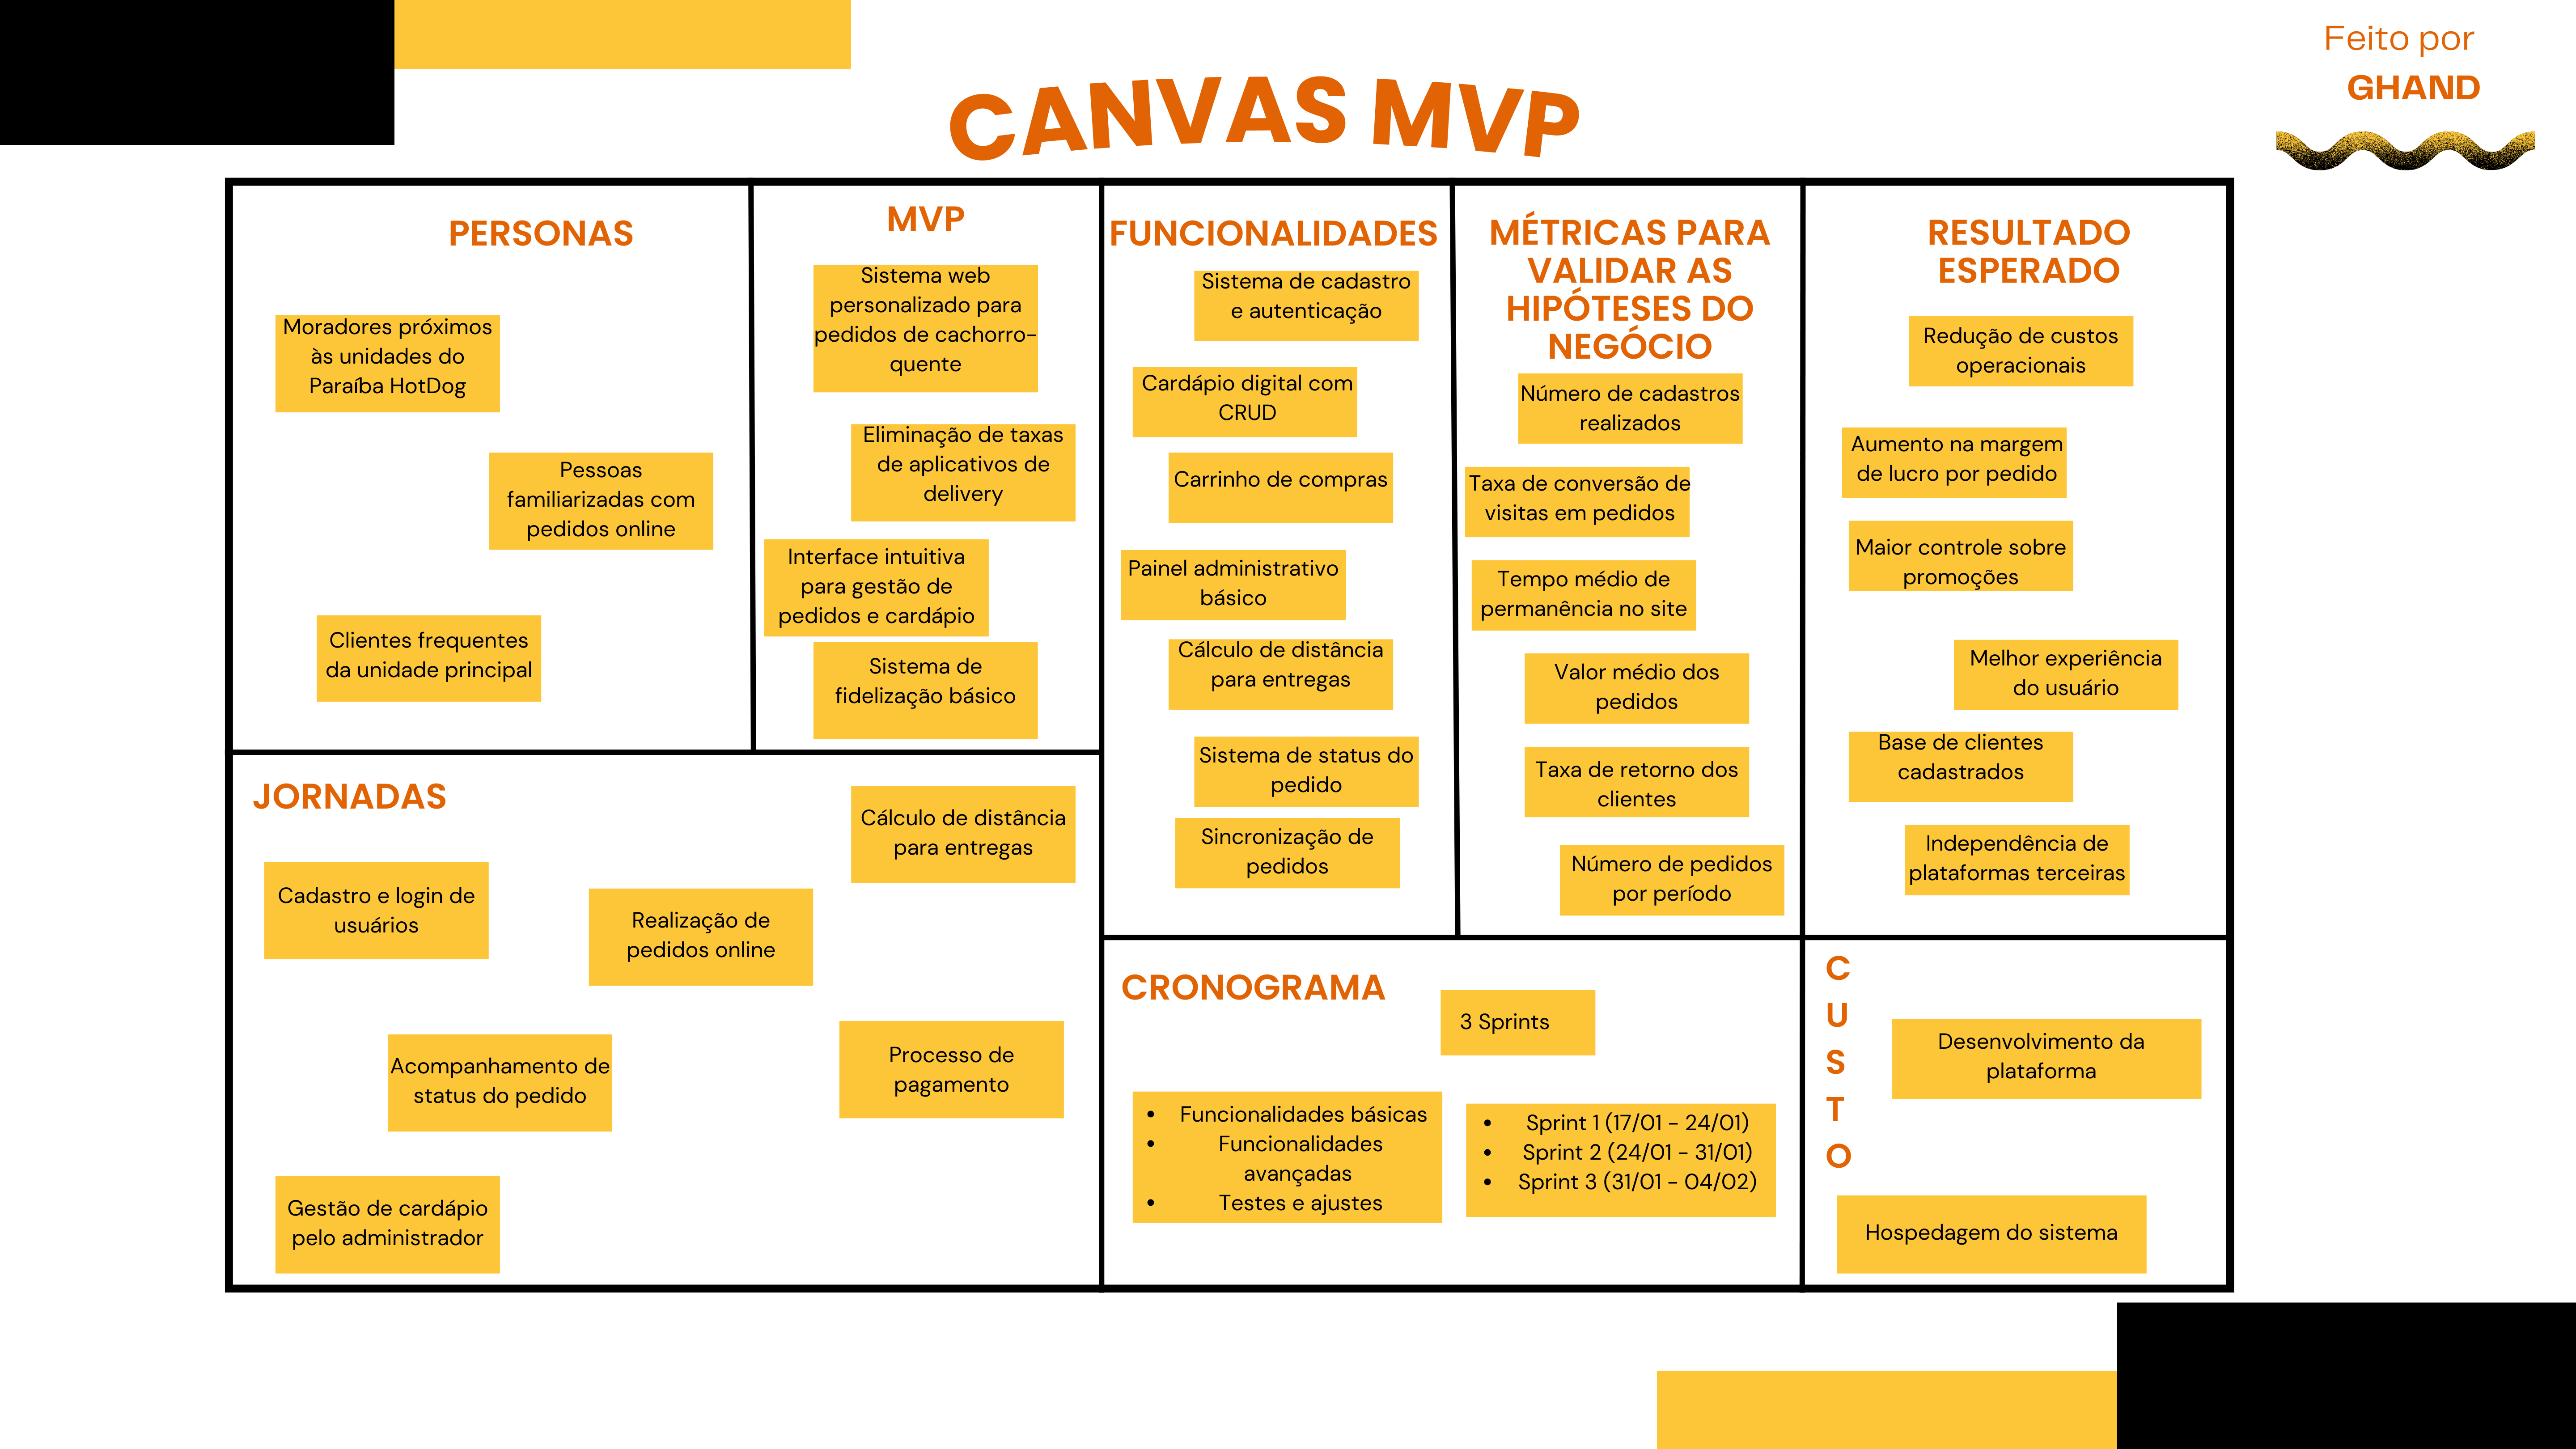 Feito por
GHAND
CANVAS MVP
PERSONAS
Moradores próximos
às unidades do
Paraíba HotDog
Pessoas
familiarizadas com
pedidos online
Clientes frequentes
da unidade principal
MVP
Sistema web
personalizado para
pedidos de cachorro-
quente
Eliminação de taxas
de aplicativos de
delivery
Interface intuitiva
para gestão de
pedidos e cardápio
Sistema de
fidelização básico
FUNCIONALIDADES
Sistema de cadastro
e autenticação
Cardápio digital com
CRUD
Carrinho de compras
Painel administrativo
básico
Cálculo de distância
para entregas
Sistema de status do
pedido
Sincronização de
pedidos
MÉTRICAS PARA
VALIDAR AS
HIPÓTESES DO
NEGÓCIO
Número de cadastros
realizados
Taxa de conversão de
visitas em pedidos
Tempo médio de
permanência no site
Valor médio dos
pedidos
Taxa de retorno dos
clientes
Número de pedidos
por período
RESULTADO
ESPERADO
Redução de custos
operacionais
Aumento na margem
de lucro por pedido
Maior controle sobre
promoções
Melhor experiência
do usuário
Base de clientes
cadastrados
Independência de
plataformas terceiras
JORNADAS
Cálculo de distância
para entregas
Cadastro e login de
usuários
Realização de
pedidos online
Acompanhamento de
status do pedido
Processo de
pagamento
Gestão de cardápio
pelo administrador
CRONOGRAMA
3 Sprints
• Funcionalidades básicas
• Funcionalidades
avançadas
• Testes e ajustes
• Sprint 1 (17/01 - 24/01)
• Sprint 2 (24/01 - 31/01)
• Sprint 3 (31/01 - 04/02)
C
U
S
T
O
Desenvolvimento da
plataforma
Hospedagem do sistema